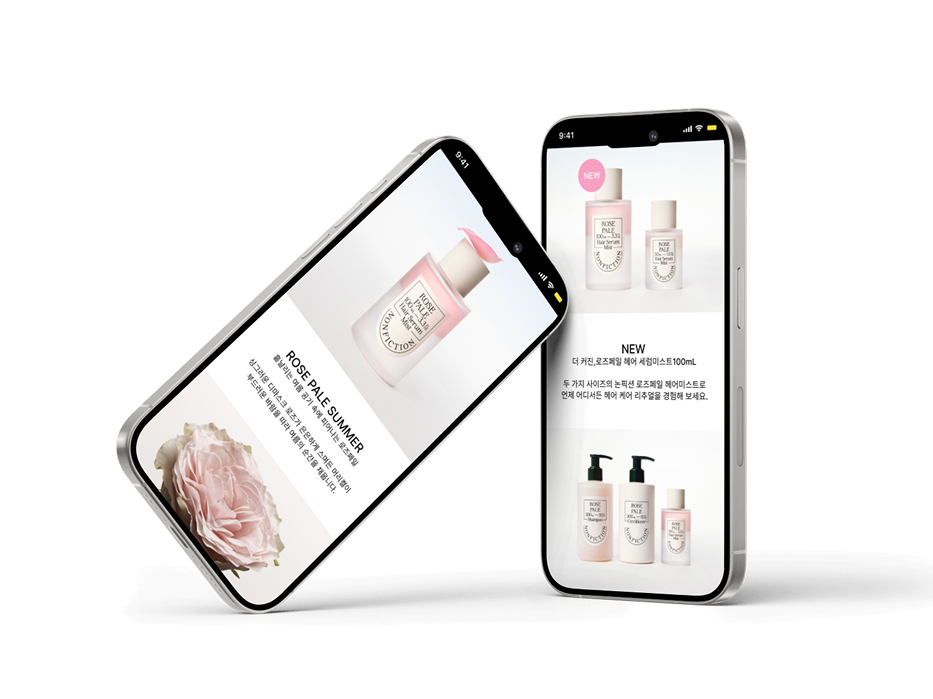 9:41
ROSE
PALE
100 ML—3.3 fl.
Hair Serum
Mist
NONFICTION
ROSE PALE SUMMER
흩날리는 여름 공기 속에 피어나는 로즈페일
싱그러운 다마스크 로즈가 은은하게 스며든 머리결이
부드러운 바람을 따라 여름의 순간을 채웁니다.
9:41
NEW
ROSE
PALE
Hair Serum
Mist
NONFICTION
ROSE
PALE
Hair Serum
Mist
NONFICTION
NEW
더 커진,로즈페일 헤어 세럼미스트100mL
두 가지 사이즈의 논픽션 로즈페일 헤어미스트로
언제 어디서든 헤어 케어 리추얼을 경험해 보세요.
ROSE
PALE
Shampoo
NONFICTION
ROSE
PALE
Conditioner
NONFICTION
ROSE
PALE
Hair Serum
Mist
NONFICTION